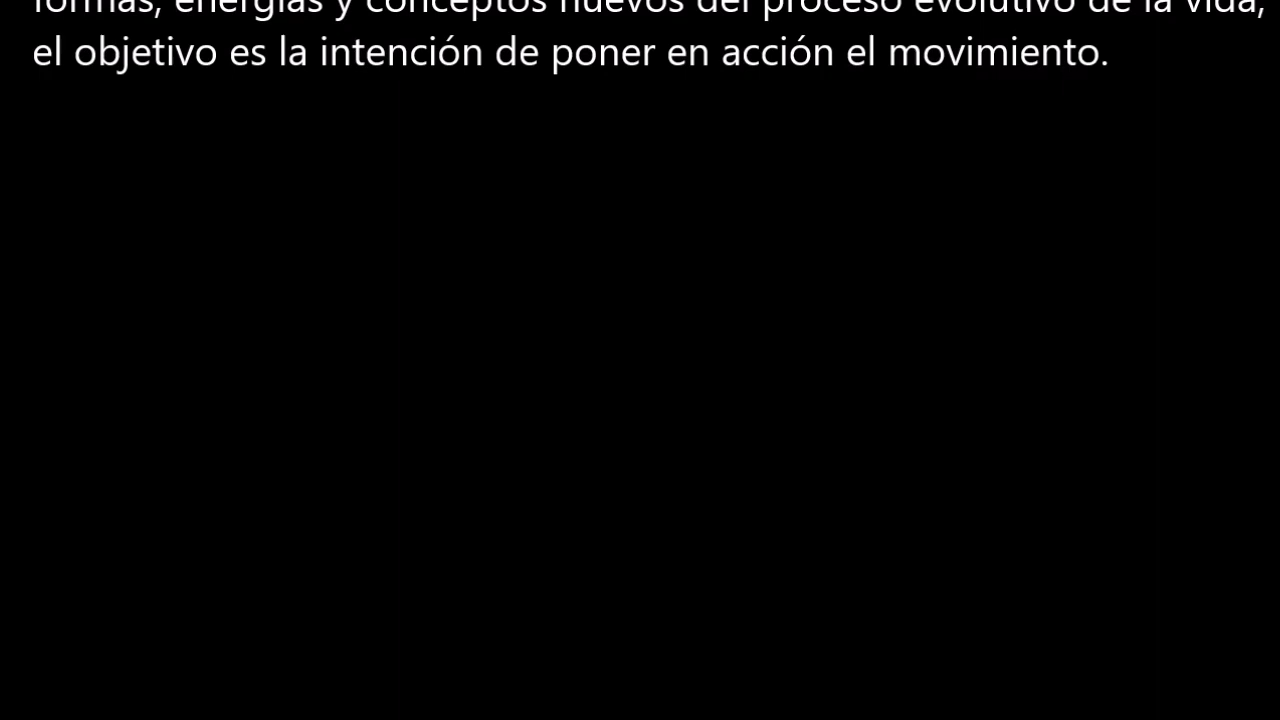 formas, energías y conceptos nuevos del proceso evolutivo de la vida,
el objetivo es la intención de poner en acción el movimiento.